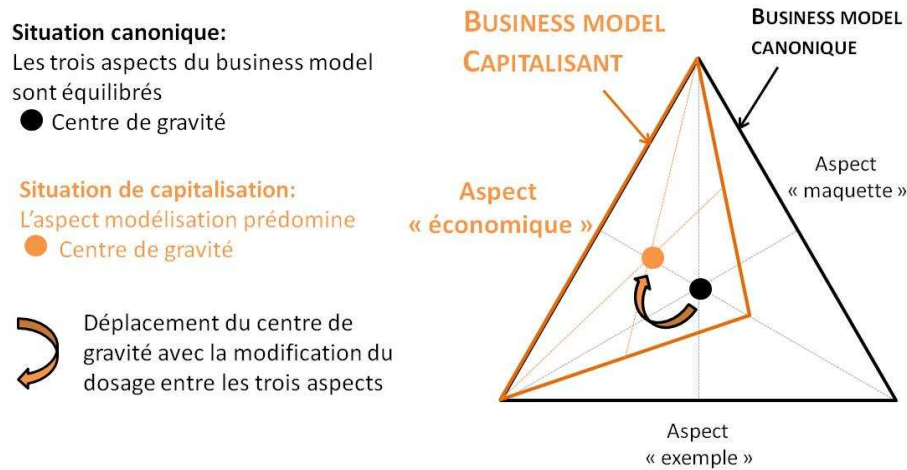 Situation canonique:
Les trois aspects du business model
sont équilibrés
Centre de gravité
Situation de capitalisation:
L'aspect modélisation prédomine
Centre de gravité
Déplacement du centre de
gravité avec la modification du
dosage entre les trois aspects
BUSINESS MODEL
CAPITALISANT
BUSINESS MODEL
CANONIQUE
Aspect
« économique »
Aspect
« maquette »
Aspect
« exemple »